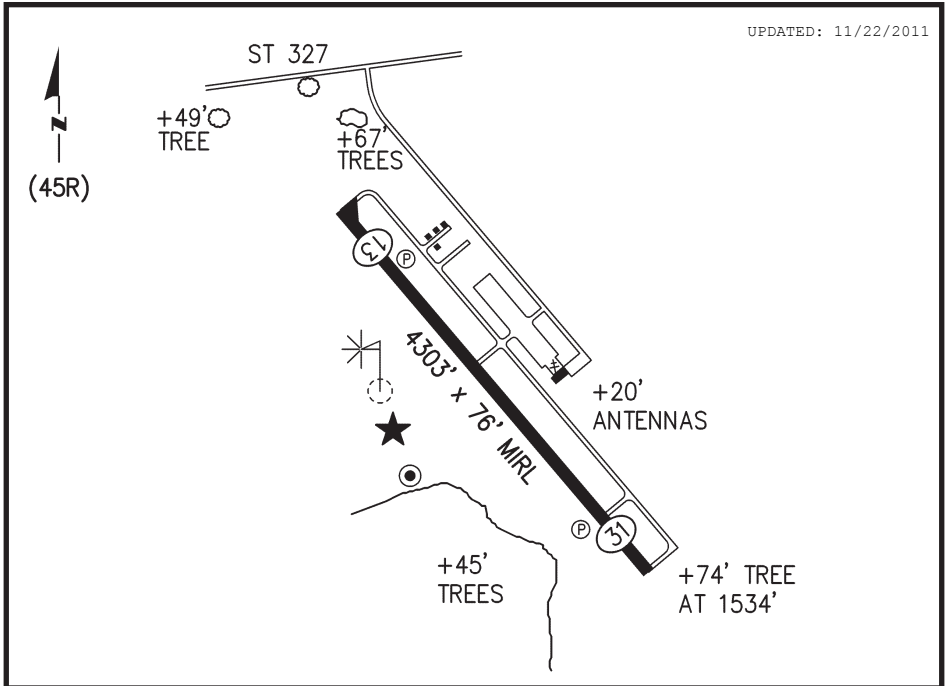 UPDATED: 11/22/2011
ST 327
+49'
TREE
+67'
TREES
N
(45R)
13
P
4303' x 76' MIRL
+20'
ANTENNAS
P
31
+45'
TREES
+74' TREE
AT 1534'